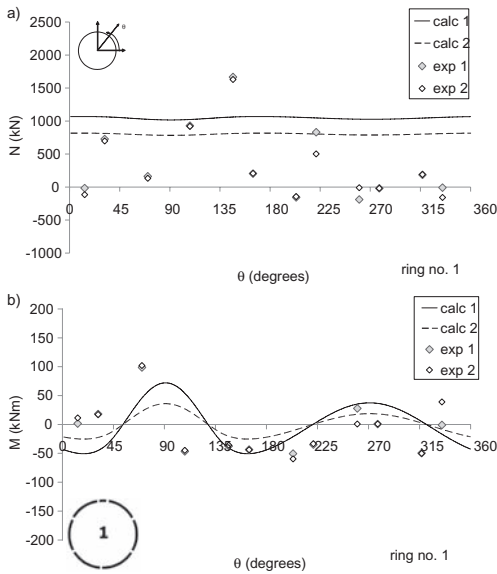 a)
2500
2000
1500
1000
500
0
-500
-1000
N (kN)
θ
calc 1
calc 2
exp 1
exp 2
0 45 90 135 180 225 270 315 360
θ (degrees)
ring no. 1
b)
200
150
100
50
0
-50
-100
-150
-200
M (kNm)
calc 1
calc 2
exp 1
exp 2
0 45 90 135 180 225 270 315 360
1
θ (degrees)
ring no. 1